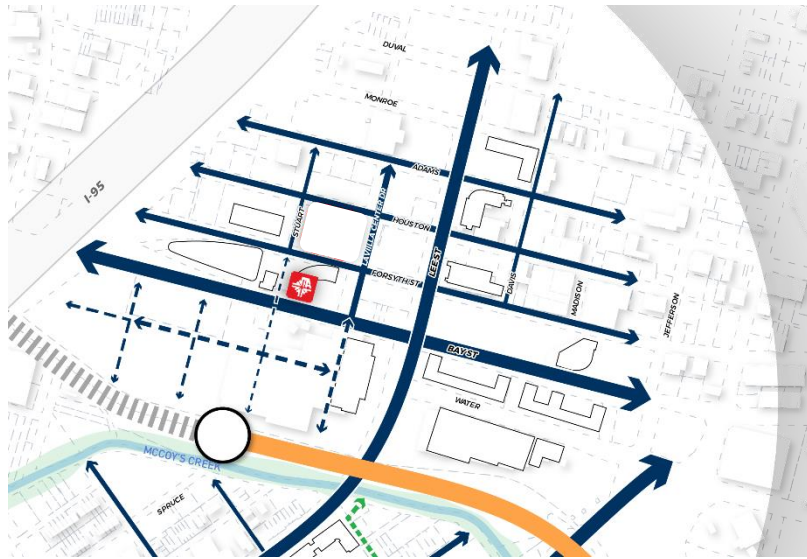 DUVAL
MONROE
ADAMS
I-95
STUART
LAVILLA CENTER DR
HOUSTON
LEE ST
FORSYTH ST
DAVIS
MADISON
JEFFERSON
BAY ST
WATER
MCCOY'S CREEK
SPRUCE